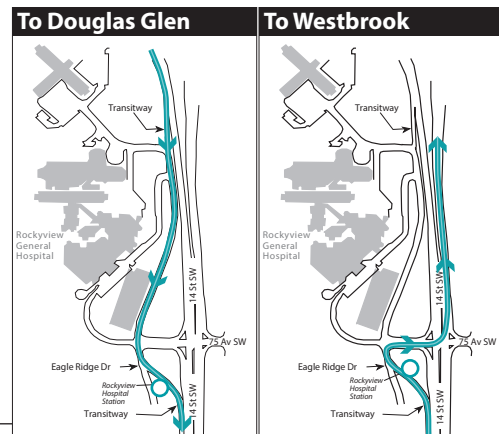 To Douglas Glen
Transitway
Rockyview
General
Hospital
14 St SW
75 Av SW
Eagle Ridge Dr
Rockyview
Hospital
Station
Transitway
14 St SW
To Westbrook
Transitway
Rockyview
General
Hospital
14 St SW
75 Av SW
Eagle Ridge Dr
Rockyview
Hospital
Station
Transitway
14 St SW